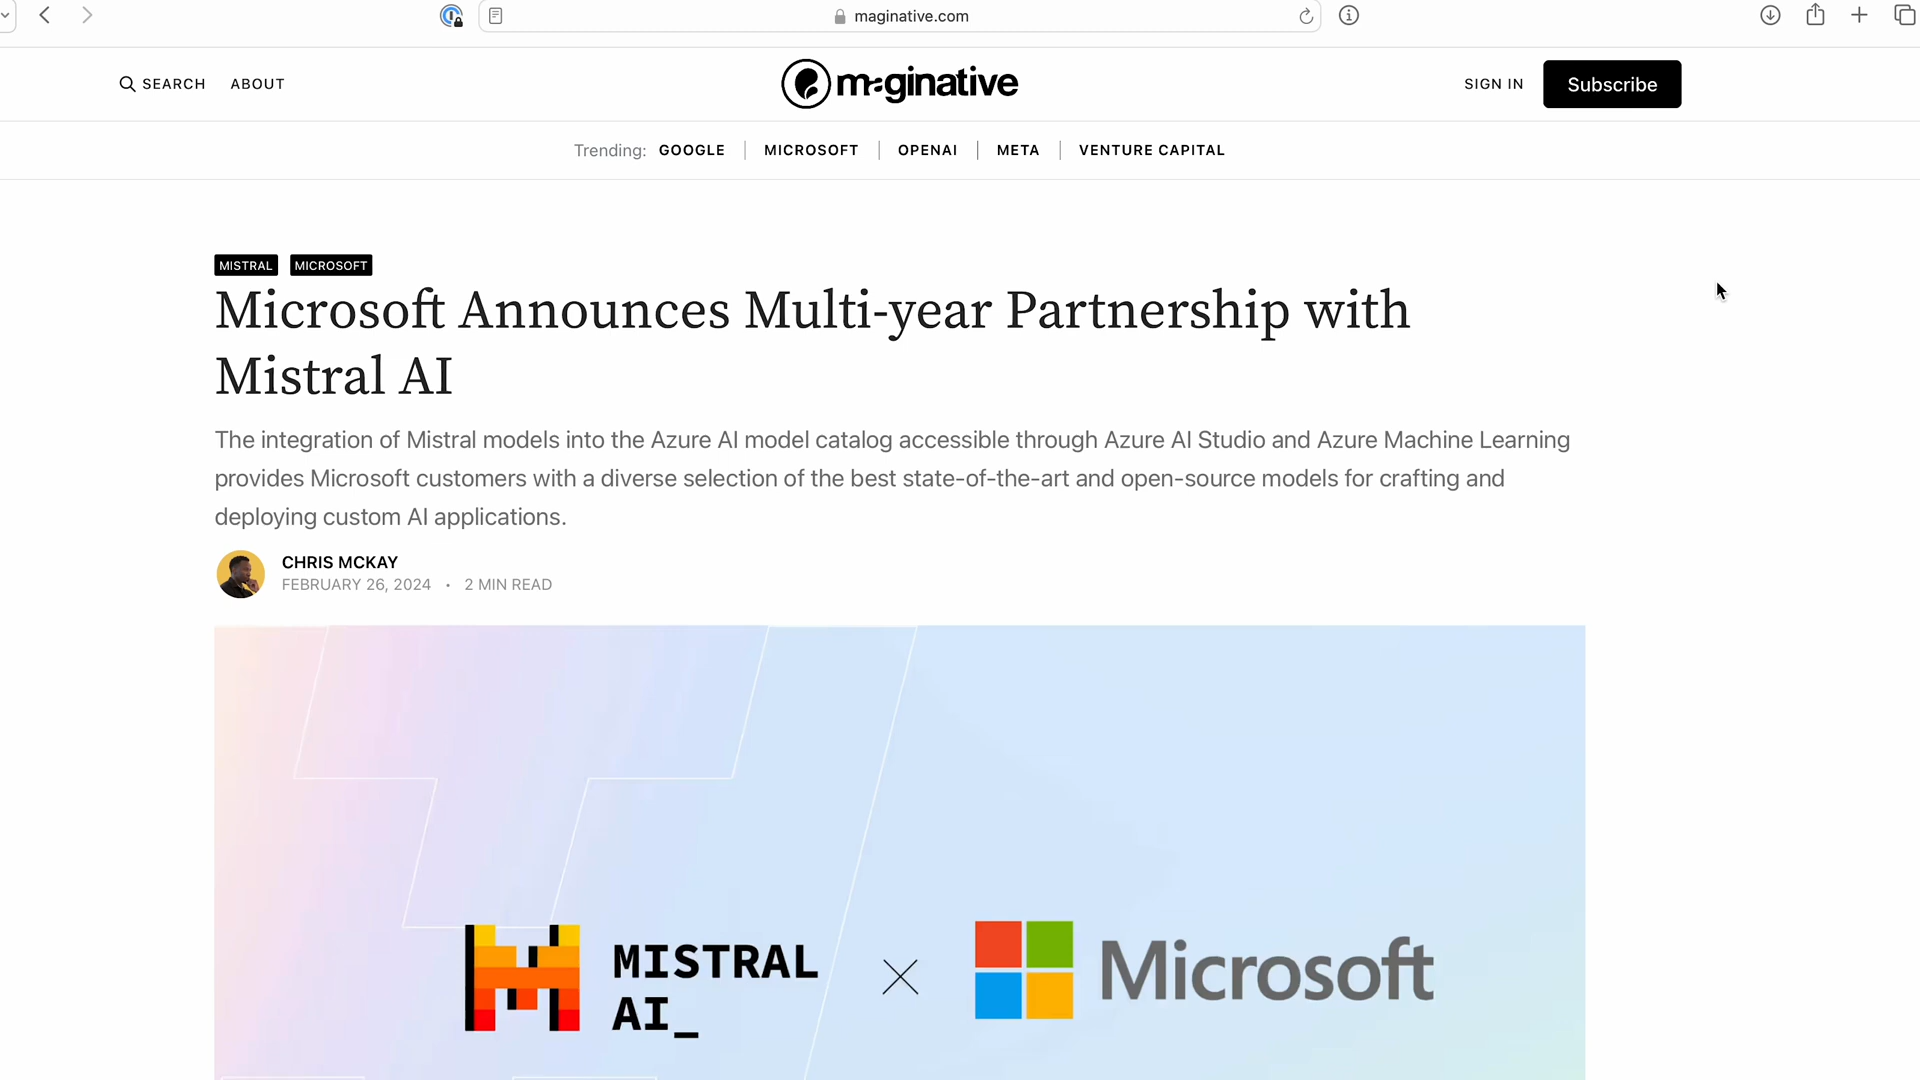 maginative.com
SEARCH ABOUT
maginative
SIGN IN Subscribe
Trending: GOOGLE MICROSOFT OPENAI META VENTURE CAPITAL
MISTRAL MICROSOFT
Microsoft Announces Multi-year Partnership with
Mistral AI
The integration of Mistral models into the Azure AI model catalog accessible through Azure AI Studio and Azure Machine Learning
provides Microsoft customers with a diverse selection of the best state-of-the-art and open-source models for crafting and
deploying custom AI applications.
CHRIS MCKAY
FEBRUARY 26, 2024 • 2 MIN READ
MISTRAL
AI_
Microsoft